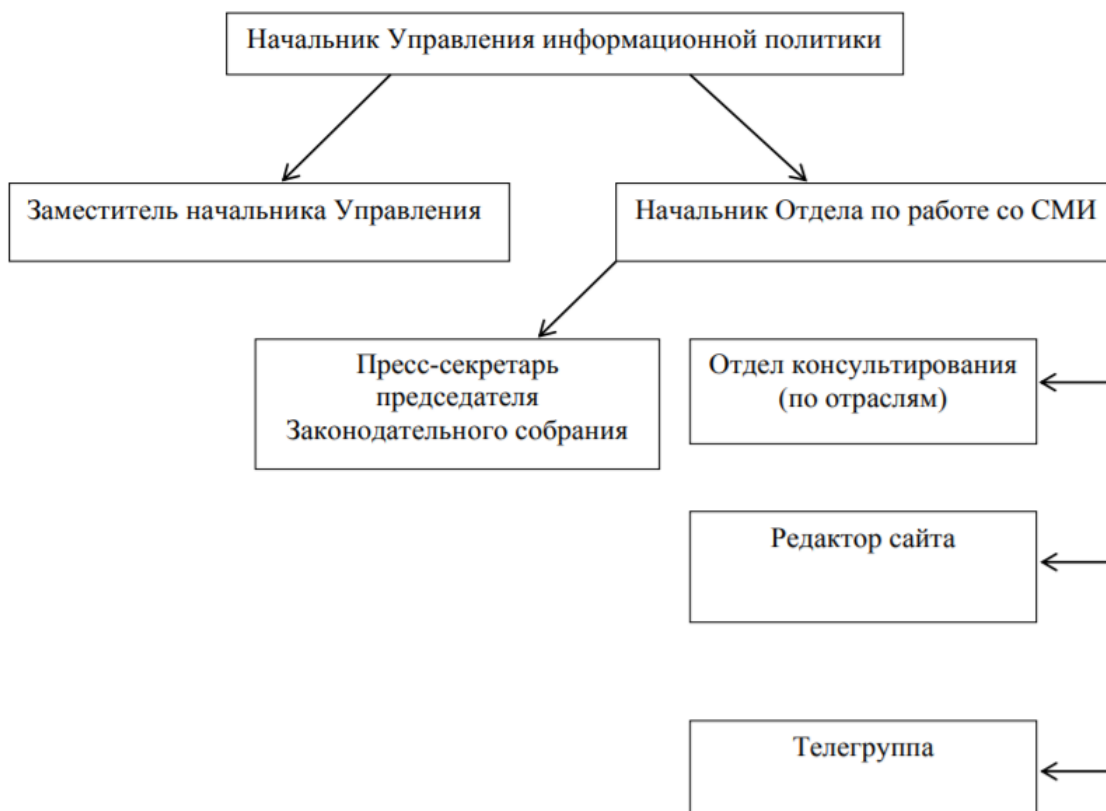 Начальник Управления информационной политики
Заместитель начальника Управления
Начальник Отдела по работе со СМИ
Пресс-секретарь
председателя
Законодательного собрания
Отдел консультирования
(по отраслям)
Редактор сайта
Телегруппа